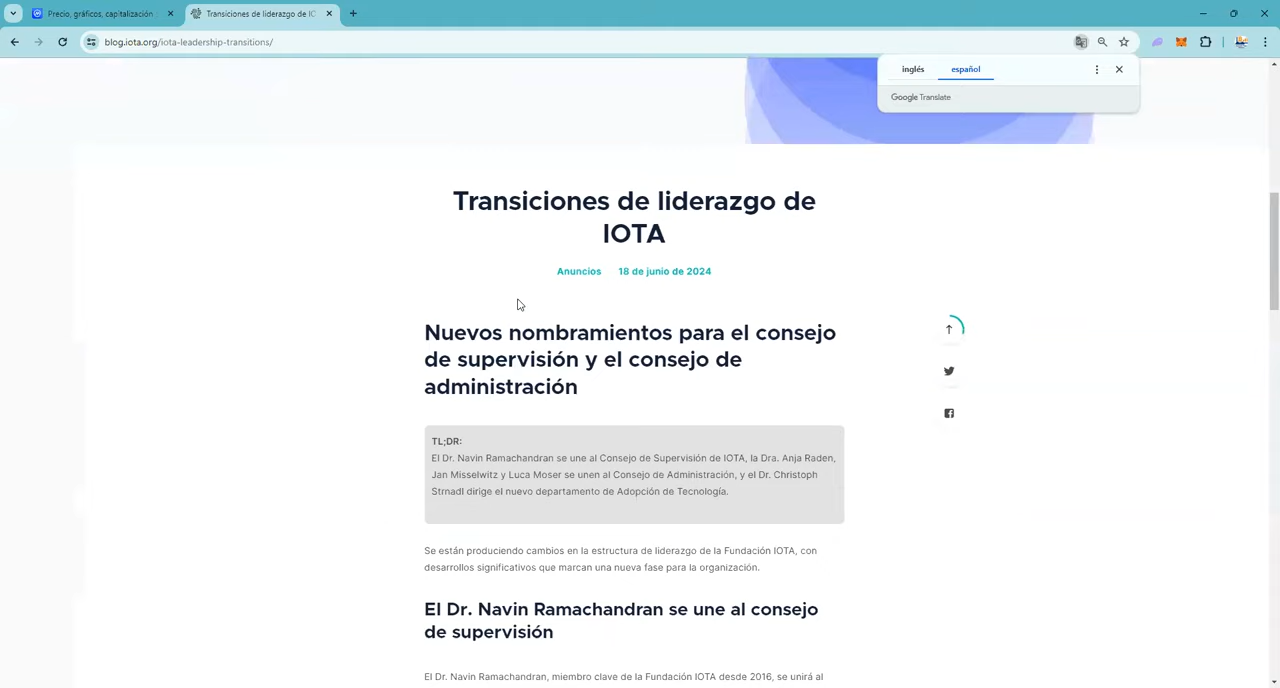 Precio, gráficos, capitalización
Transiciones de liderazgo de IC
blog.iota.org/iota-leadership-transitions/
inglés
español
Google Translate
Transiciones de liderazgo de
IOTA
Anuncios 18 de junio de 2024
Nuevos nombramientos para el consejo
de supervisión y el consejo de
administración
TL;DR:
El Dr. Navin Ramachandran se une al Consejo de Supervisión de IOTA, la Dra. Anja Raden,
Jan Misselwitz y Luca Moser se unen al Consejo de Administración, y el Dr. Christoph
Strnadl dirige el nuevo departamento de Adopción de Tecnología.
Se están produciendo cambios en la estructura de liderazgo de la Fundación IOTA, con
desarrollos significativos que marcan una nueva fase para la organización.
El Dr. Navin Ramachandran se une al consejo
de supervisión
El Dr. Navin Ramachandran, miembro clave de la Fundación IOTA desde 2016, se unirá al